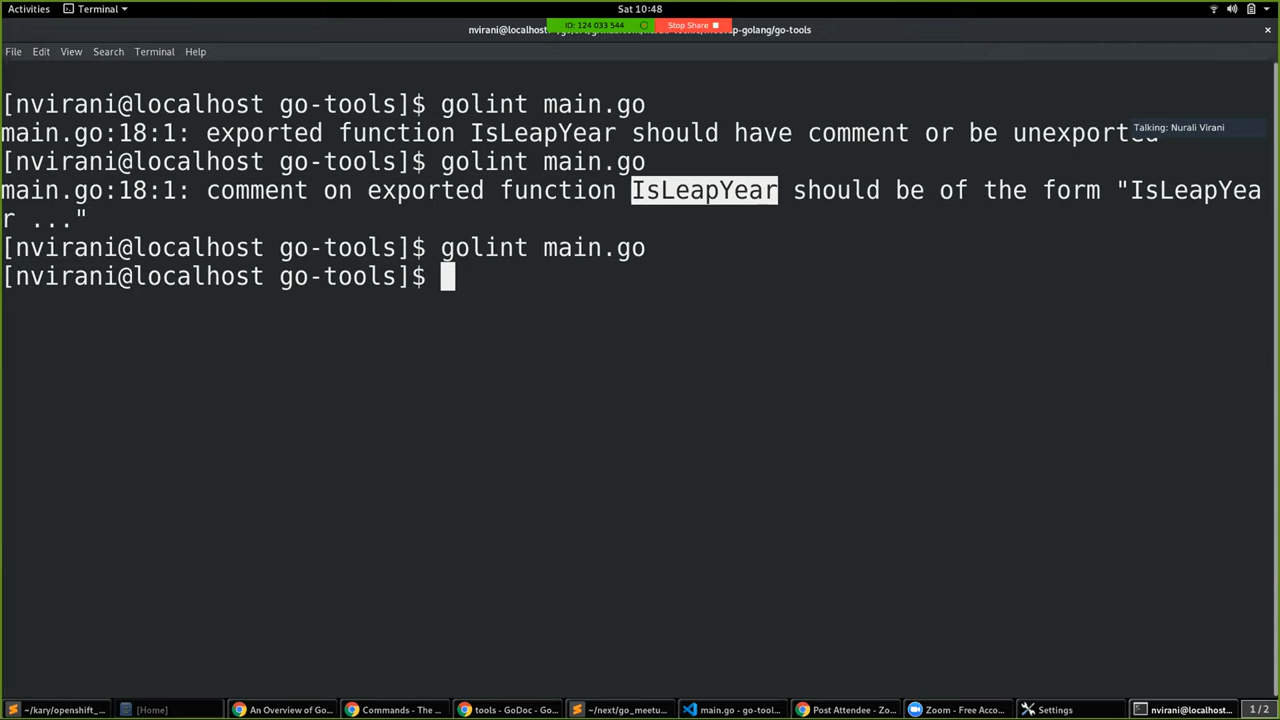 Activities Terminal Sat 10:48
ID: 124 033 544 Stop Share
nvirani@localhost: golang/go-tools
File Edit View Search Terminal Help
[nvirani@localhost go-tools]$ golint main.go
main.go:18:1: exported function IsLeapYear should have comment or be unexported
Talking: Nurali Virani
[nvirani@localhost go-tools]$ golint main.go
main.go:18:1: comment on exported function IsLeapYear should be of the form "IsLeapYea
r ..."
[nvirani@localhost go-tools]$ golint main.go
[nvirani@localhost go-tools]$
~/kary/openshift_... [Home] An Overview of Go... Commands - The ... tools - GoDoc - Go... ~/next/go_meetu... main.go - go-tool... Post Attendee - Zo... Zoom - Free Acco... Settings nvirani@localhost... 1 / 2